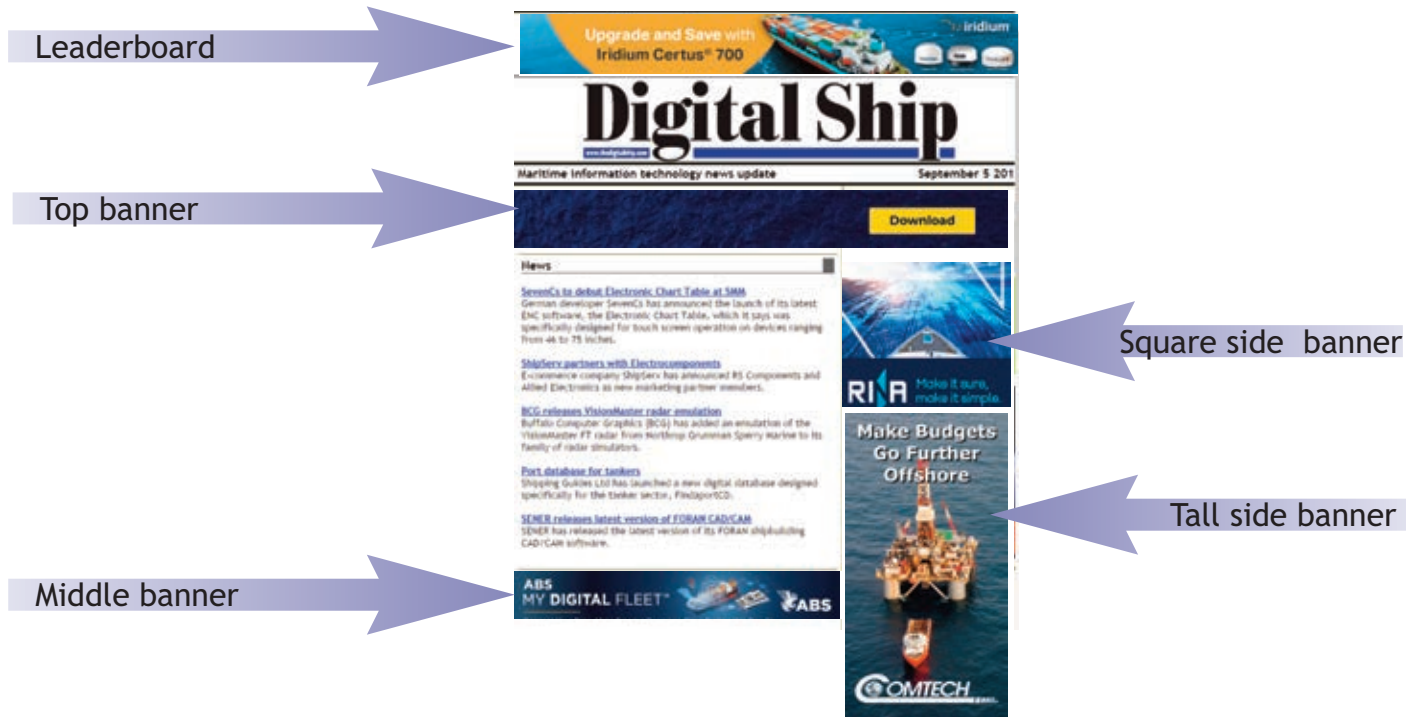 Leaderboard
Upgrade and Save with
Iridium Certus® 700
iridium
Digital Ship
www.thedigitalship.com
Maritime information technology news update
September 5 201
Top banner
Download
News
SevenCs to debut Electronic Chart Table at SMM
German developer SevenCs has announced the launch of its latest
ENC software, the Electronic Chart Table, which it says was
specifically designed for touch screen operation on devices ranging
from 46 to 75 inches.
ShipServ partners with Electrocomponents
E-commerce company ShipServ has announced RS Components and
Allied Electronics as new marketing partner members.
BCG releases VisionMaster radar emulation
Buffalo Computer Graphics (BCG) has added an emulation of the
VisionMaster FT radar from Northrop Grumman Sperry Marine to its
family of radar simulators.
Port database for tankers
Shipping Guides Ltd has launched a new digital database designed
specifically for the tanker sector, FindaportCD.
SENER releases latest version of FORAN CAD/CAM
SENER has released the latest version of its FORAN shipbuilding
CAD/CAM software.
Square side banner
RINA
Make it sure,
make it simple.
Make Budgets
Go Further
Offshore
Tall side banner
COMTECH
Middle banner
ABS
MY DIGITAL FLEET™
ABS